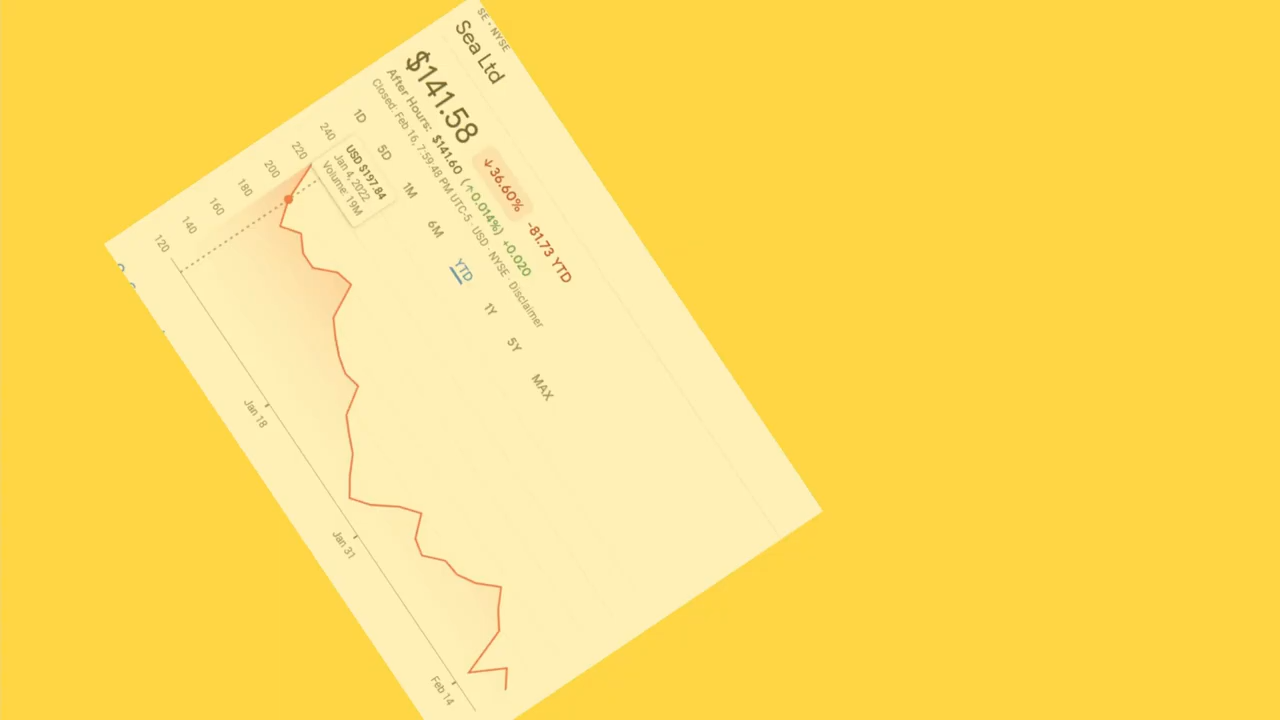 SE • NYSE
Sea Ltd
$141.58 ↓36.60% -81.73 YTD
After Hours: $141.60 (↑0.014%) +0.020
Closed: Feb 16, 7:59:48 PM UTC-5 · USD · NYSE · Disclaimer
1D 5D 1M 6M YTD 1Y 5Y MAX
240
220
200
180
160
140
120
USD $197.84
Jan 4, 2022
Volume: 19M
Jan 18 Jan 31 Feb 14